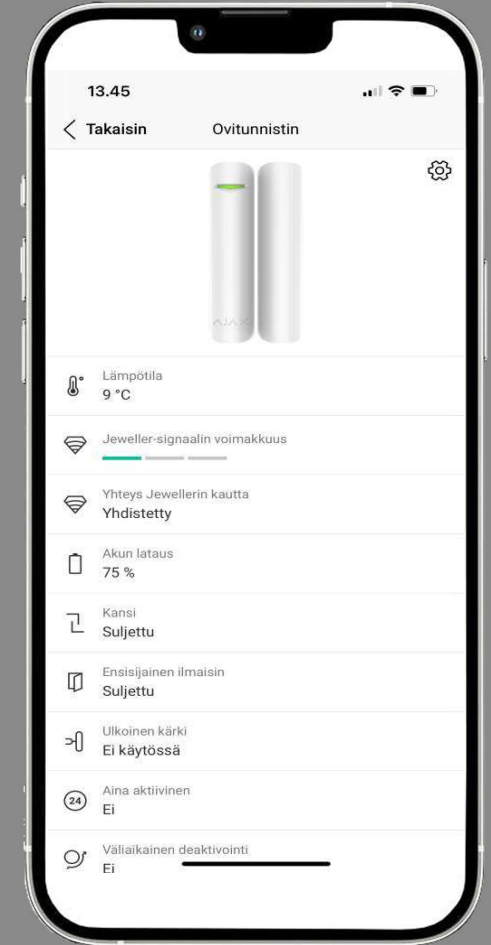 13.45
Takaisin
Ovitunnistin
AJAX
Lämpötila
9 °C
Jeweller-signaalin voimakkuus
Yhteys Jewellerin kautta
Yhdistetty
Akun lataus
75 %
Kansi
Suljettu
Ensisijainen ilmaisin
Suljettu
Ulkoinen kärki
Ei käytössä
24
Aina aktiivinen
Ei
Väliaikainen deaktivointi
Ei